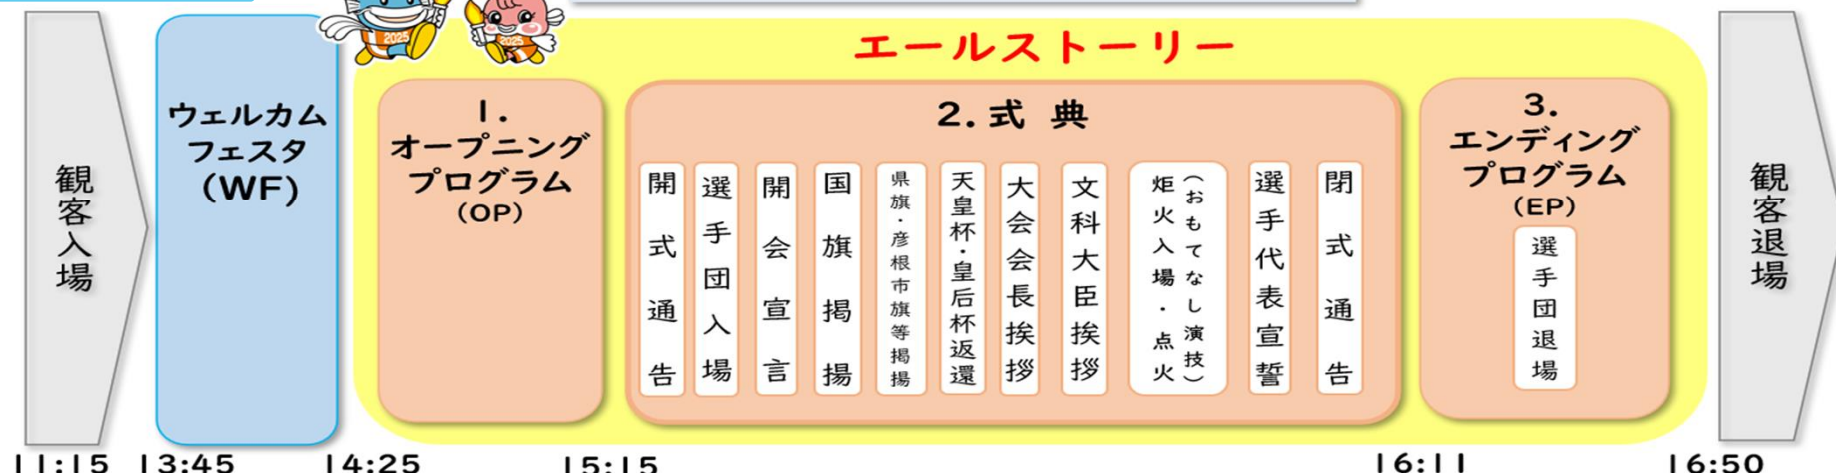 エールストーリー
観客入場
ウェルカム
フェスタ
(WF)
2025
2025
1.
オープニング
プログラム
(OP)
2.式 典
開式通告
選手団入場
開会宣言
国旗掲揚
県旗・彦根市旗等掲揚
天皇杯・皇后杯返還
大会会長挨拶
文科大臣挨拶
(おもてなし演技)
炬火入場・点火
選手代表宣誓
閉式通告
3.
エンディング
プログラム
(EP)
選手団退場
観客退場
11:15 13:45 14:25 15:15 16:11 16:50